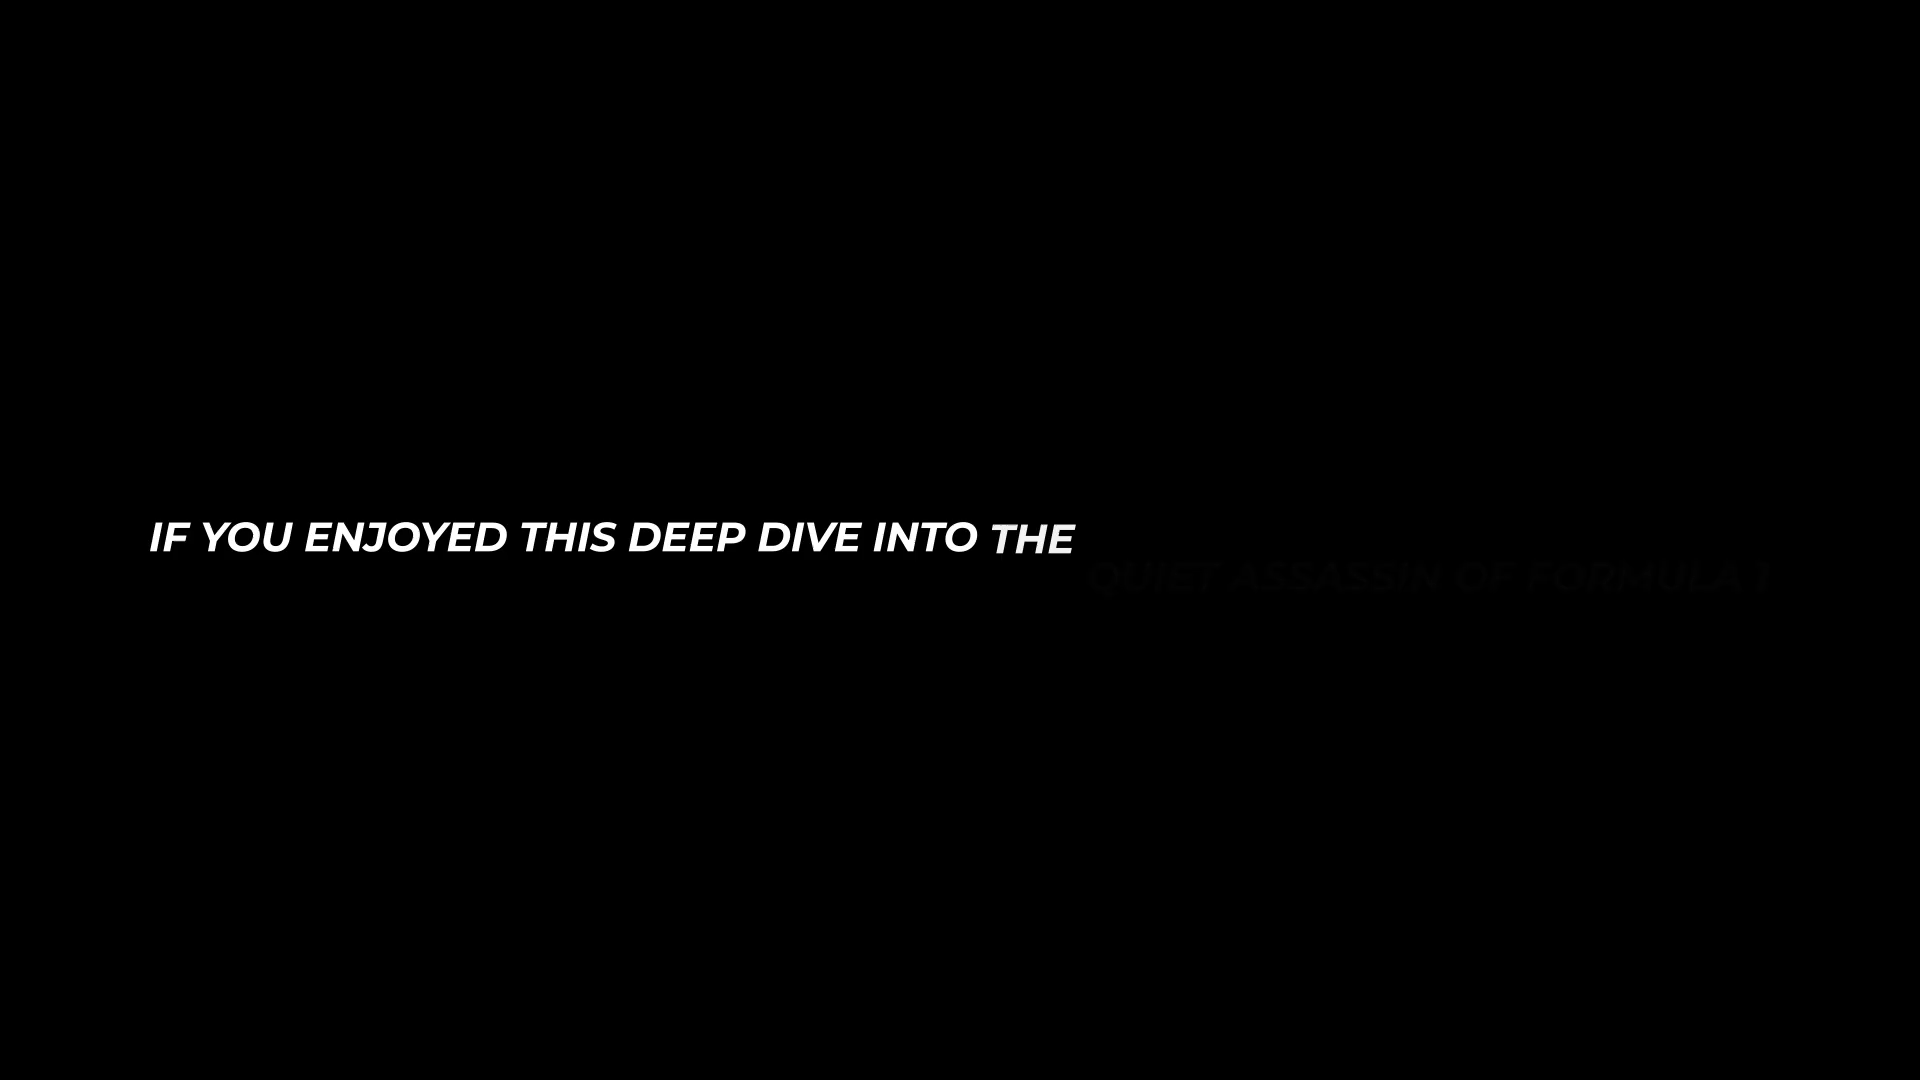 IF YOU ENJOYED THIS DEEP DIVE INTO THE QUIET ASSASSIN OF FORMULA 1